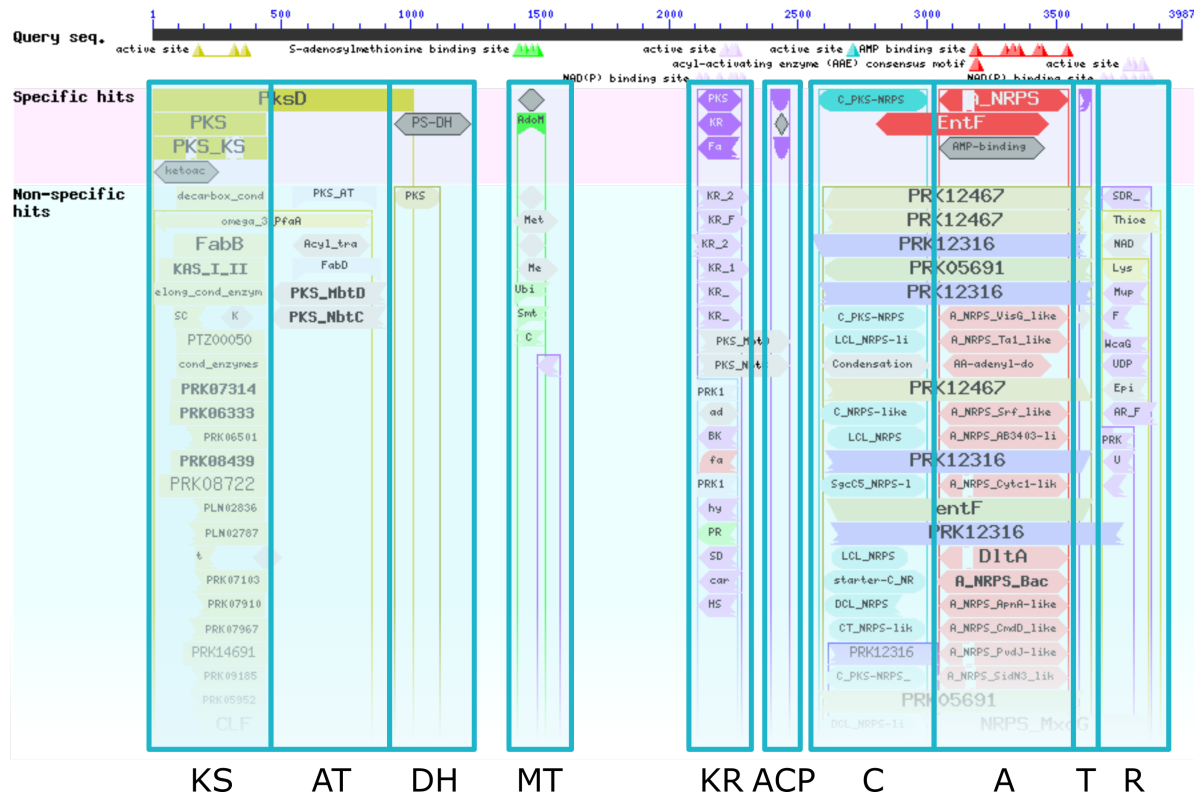 1 500 1000 1500 2000 2500 3000 3500 3987
Query seq.
active site S-adenosylmethionine binding site active site active site AMP binding site
acyl-activating enzyme (AAE) consensus motif active site
NAD(P) binding site NAD(P) binding site
Specific hits PksD PKS C_PKS-NRPS A_NRPS
PKS PS-DH AdoM KR EntF
PKS_KS Fa AMP-binding
ketoac
Non-specific hits decarbox_cond PKS_AT PKS KR_2 PRK12467 SDR_
omega_3_PfaA Met KR_F PRK12467 Thioe
FabB Acyl_tra KR_2 PRK12316 NAD
KAS_I_II FabD Me KR_1 PRK05691 Lys
elong_cond_enzym PKS_MbtD Ubi KR_ PRK12316 Mup
SC K PKS_NbtC Smt KR_ C_PKS-NRPS A_NRPS_VisG_like F
PTZ00050 C LCL_NRPS-li A_NRPS_Ta1_like WcaG
cond_enzymes Condensation AA-adenyl-do UDP
PRK07314 PRK1 PRK12467 Epi
PRK06333 ad C_NRPS-like A_NRPS_Srf_like AR_F
PRK06501 BK LCL_NRPS A_NRPS_AB3403-li PRK
PRK08439 fa PRK12316 U
PRK08722 PRK1 SgcC5_NRPS-l A_NRPS_Cytc1-lik
PLN02836 hy entF
PLN02787 PR PRK12316
t SD LCL_NRPS DltA
PRK07103 car starter-C_NR A_NRPS_Bac
PRK07910 HS DCL_NRPS A_NRPS_ApnA-like
PRK07967 CT_NRPS-lik A_NRPS_CmdD_like
PRK14691 PRK12316 A_NRPS_PvdJ-like
PRK09185 C_PKS-NRPS_ A_NRPS_SidN3_lik
PRK05952 PRK05691
CLF DCL_NRPS-li NRPS_MxcG
KS AT DH MT KR ACP C A T R